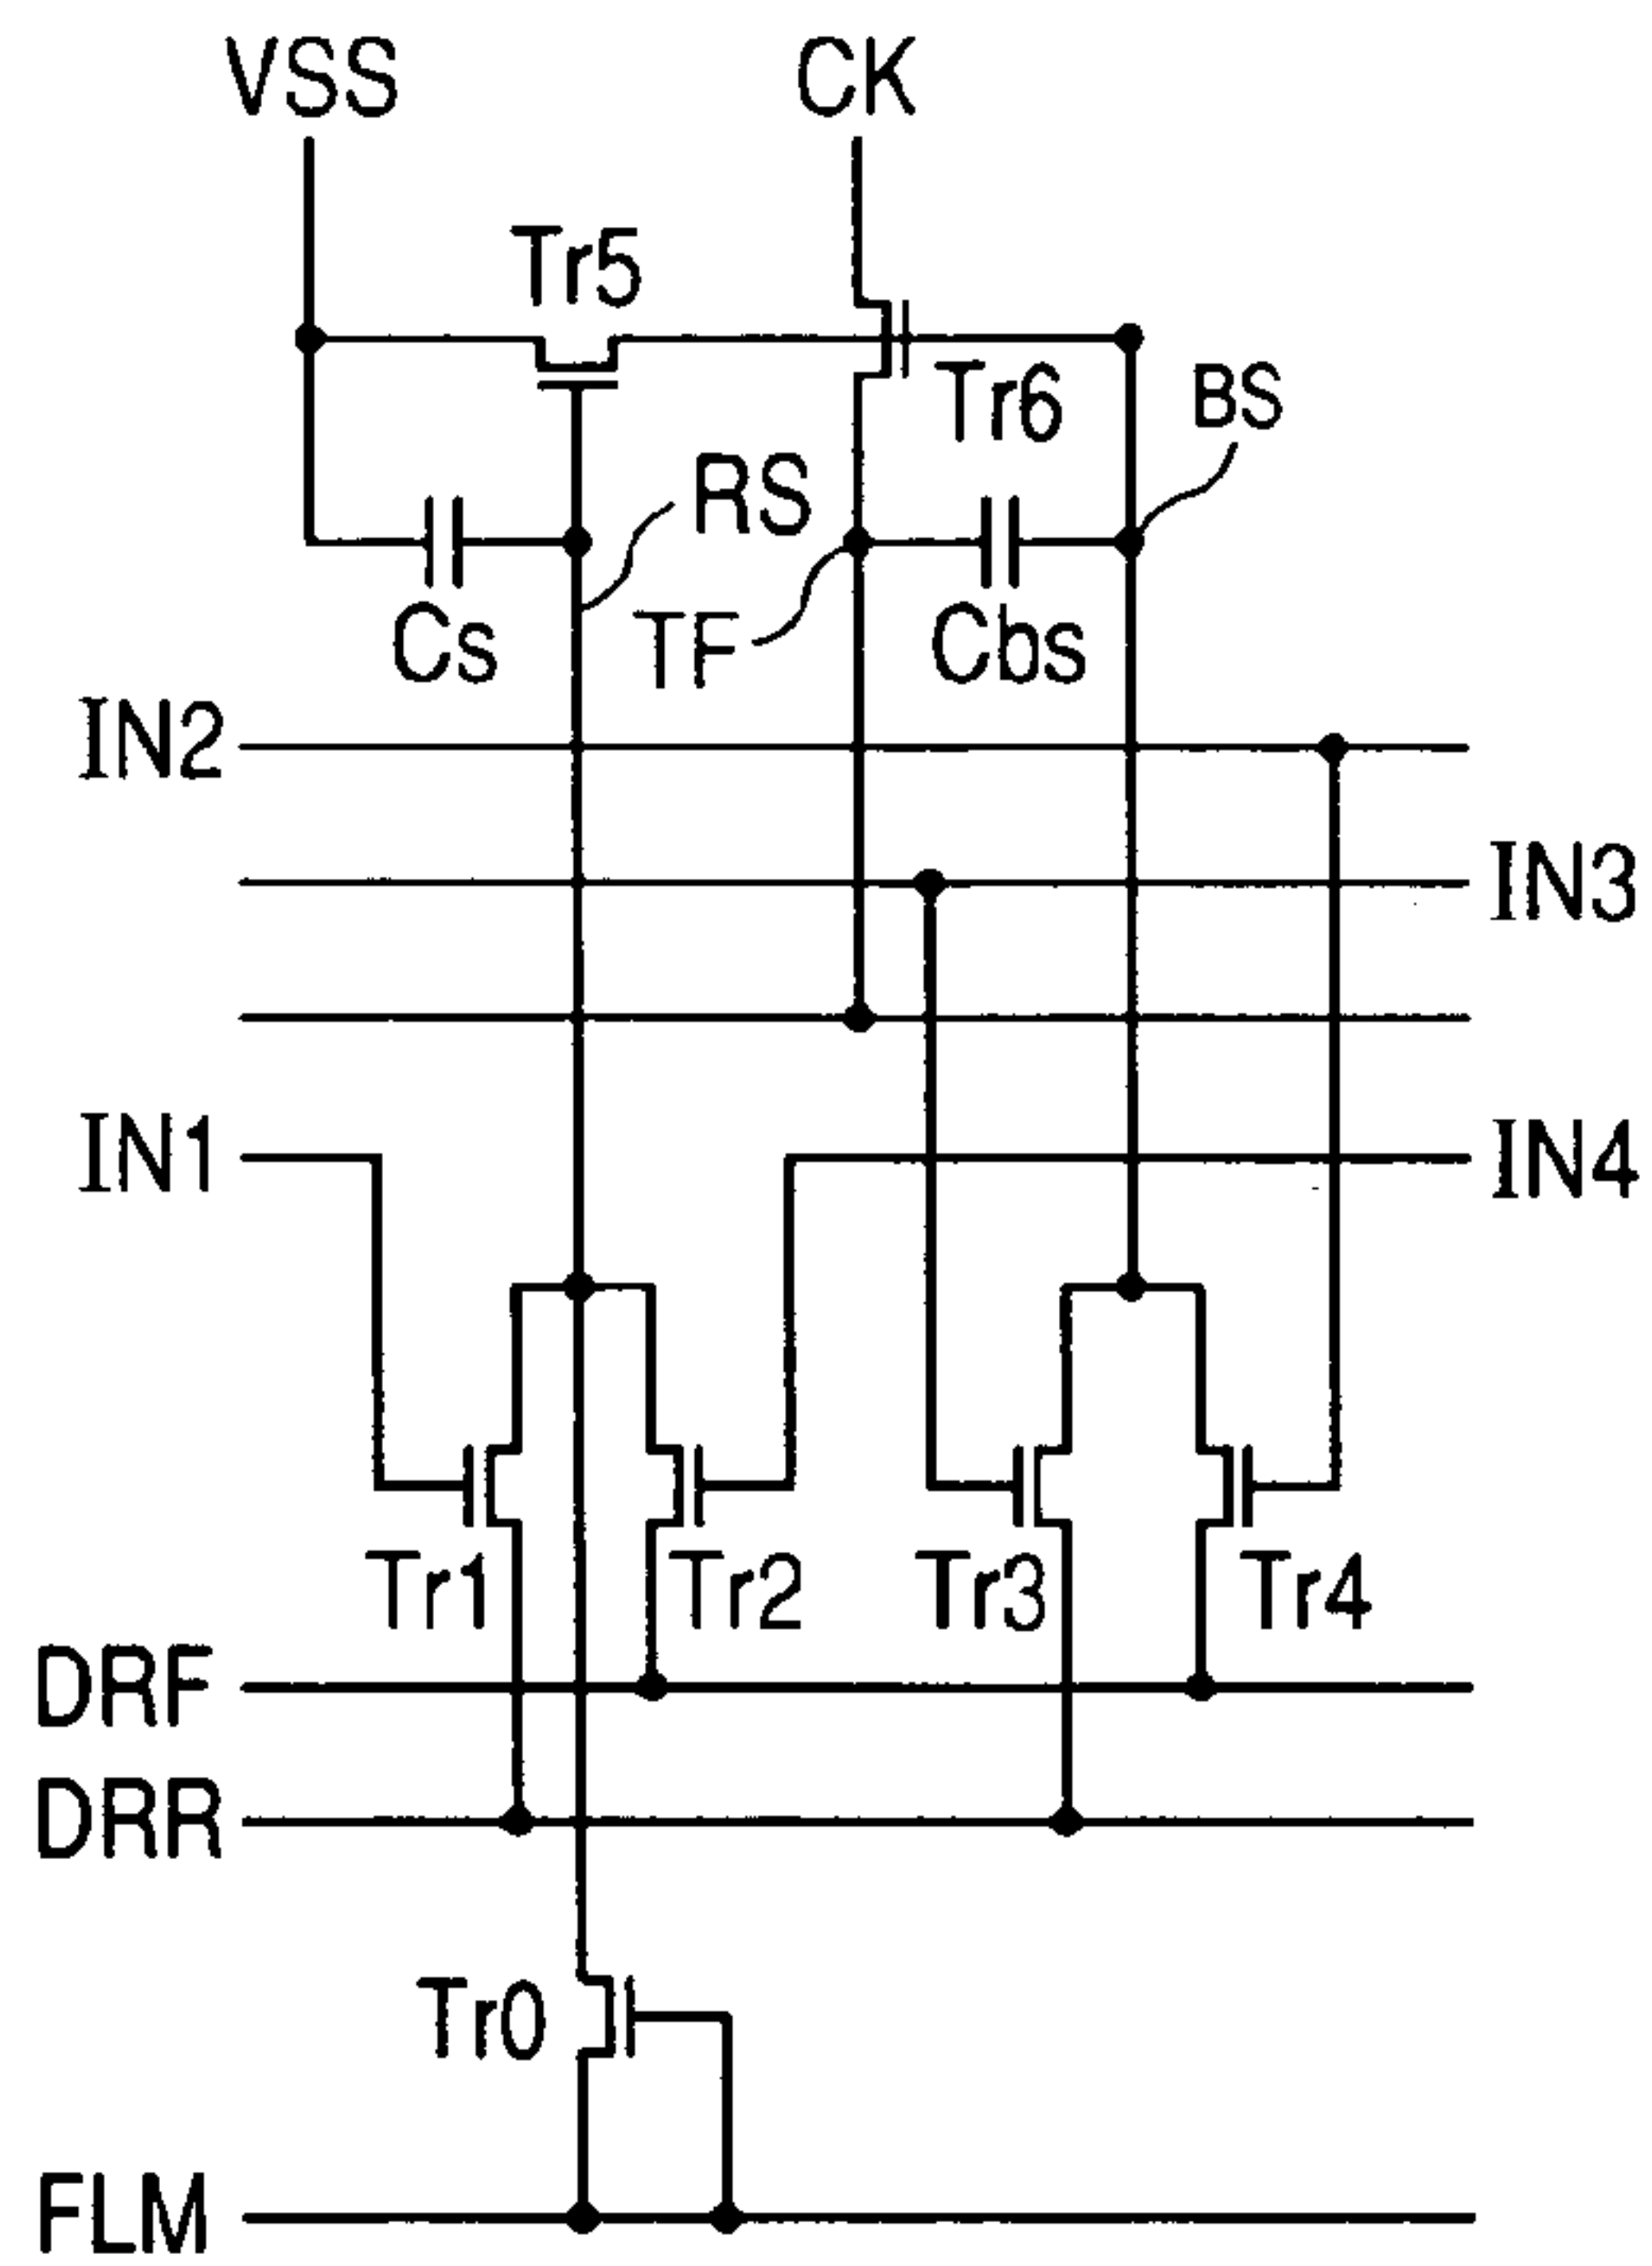 VSS
CK
Tr5
Tr6
BS
RS
TF
Cs
Cbs
IN2
IN3
IN1
IN4
Tr1
Tr2
Tr3
Tr4
DRF
DRR
Tr0
FLM